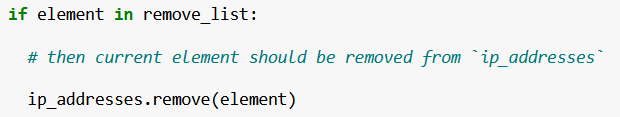 if element in remove_list:
# then current element should be removed from `ip_addresses`
ip_addresses.remove(element)